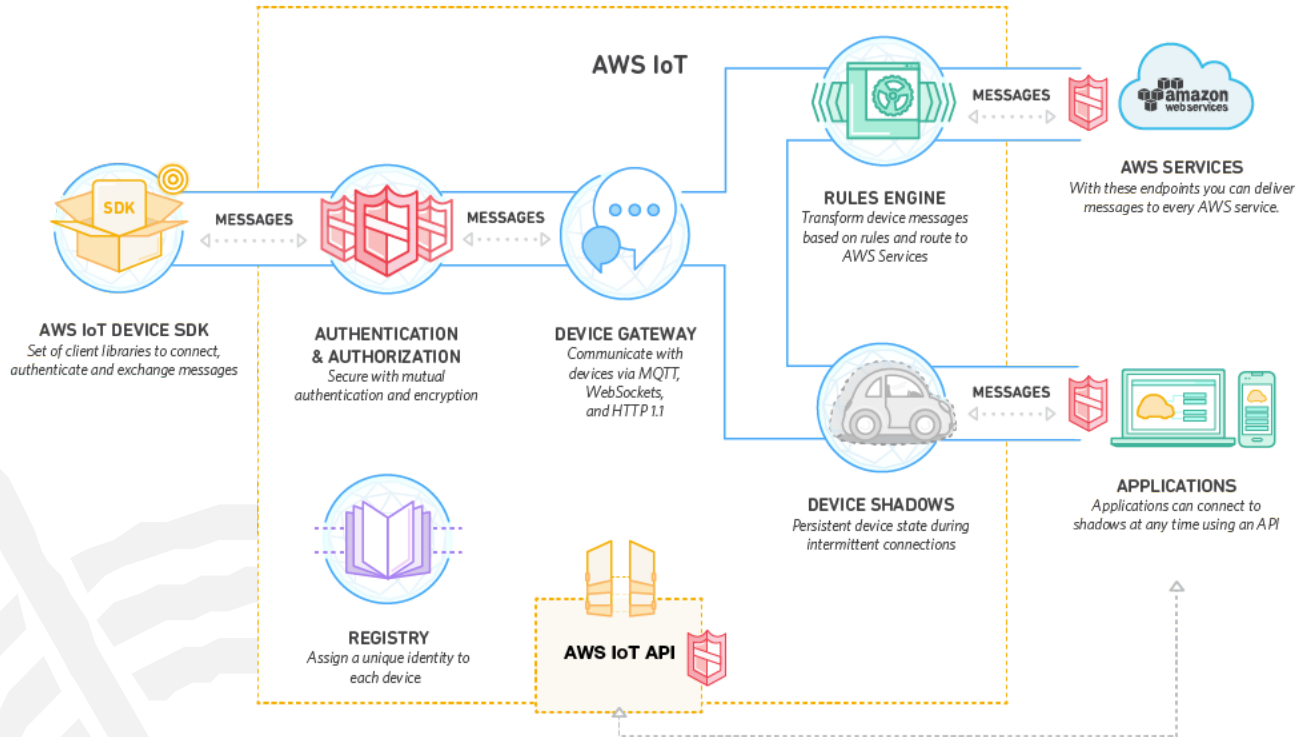 AWS IoT
MESSAGES
amazon
web services
AWS SERVICES
With these endpoints you can deliver
messages to every AWS service.
SDK
MESSAGES
MESSAGES
RULES ENGINE
Transform device messages
based on rules and route to
AWS Services
AWS IoT DEVICE SDK
Set of client libraries to connect,
authenticate and exchange messages
AUTHENTICATION
& AUTHORIZATION
Secure with mutual
authentication and encryption
DEVICE GATEWAY
Communicate with
devices via MQTT,
WebSockets,
and HTTP 1.1
MESSAGES
DEVICE SHADOWS
Persistent device state during
intermittent connections
APPLICATIONS
Applications can connect to
shadows at any time using an API
REGISTRY
Assign a unique identity to
each device
AWS IoT API